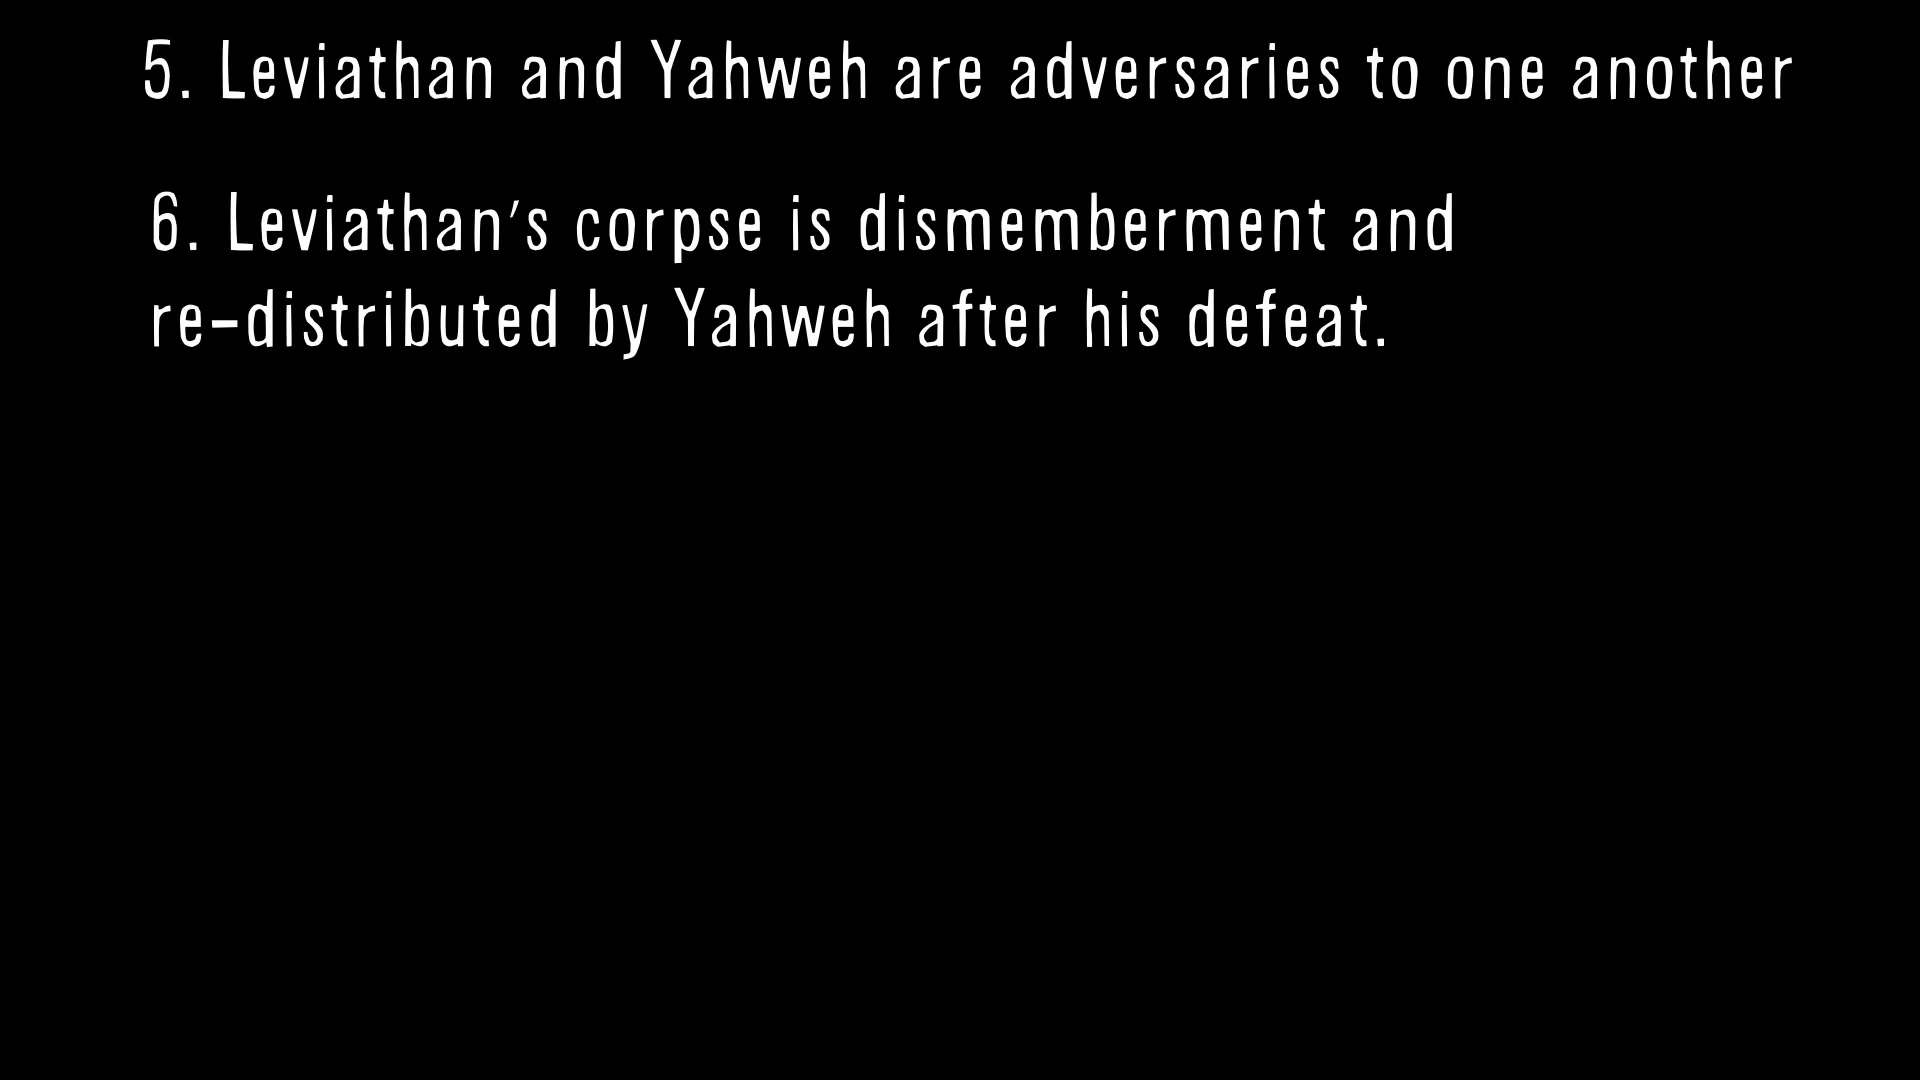 5. Leviathan and Yahweh are adversaries to one another
6. Leviathan's corpse is dismemberment and
re-distributed by Yahweh after his defeat.